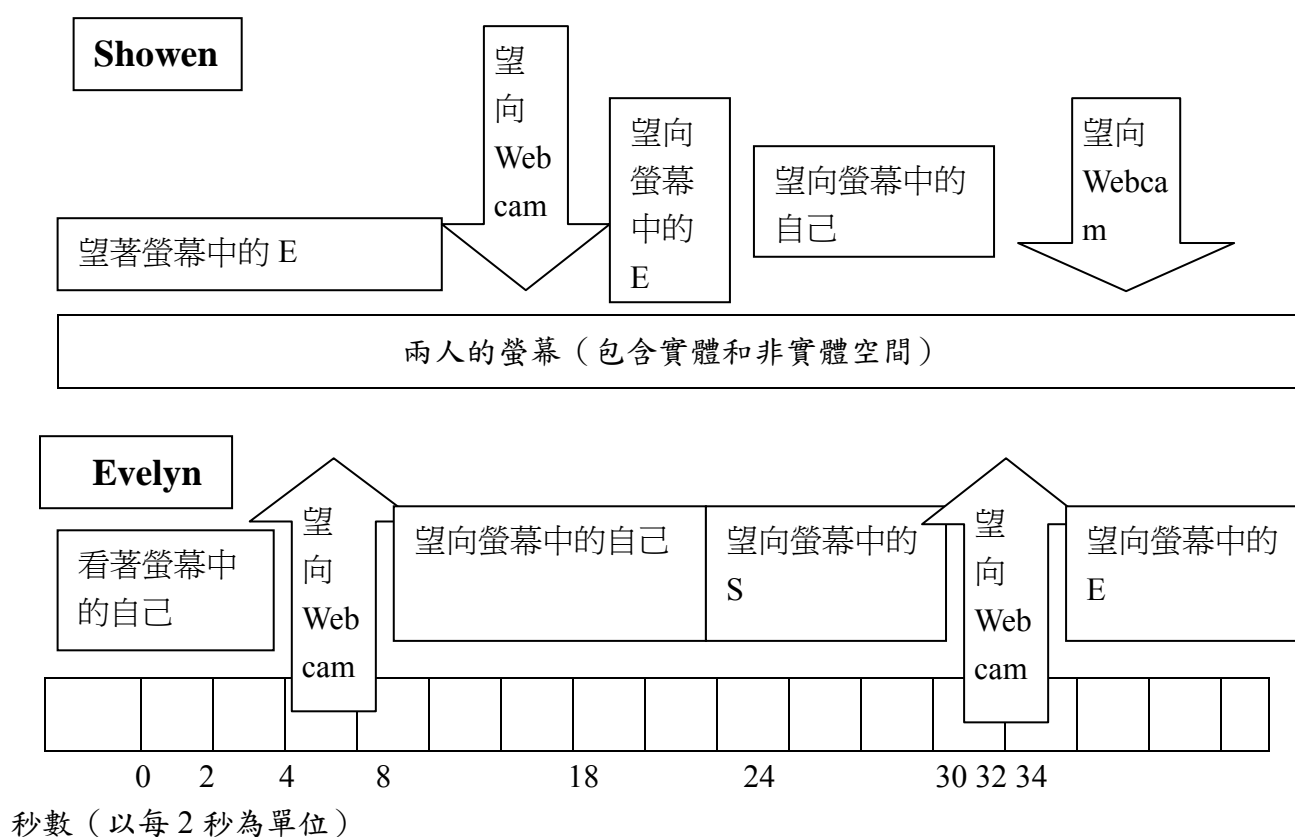 Showen
望
向
Web
cam
望向
螢幕
中的
E
望向螢幕中的
自己
望向
Webca
m
望著螢幕中的 E
兩人的螢幕（包含實體和非實體空間）
Evelyn
看著螢幕中
的自己
望
向
Web
cam
望向螢幕中的自己
望向螢幕中的
S
望
向
Web
cam
望向螢幕中的
E
0 2 4 8 18 24 30 32 34
秒數（以每 2 秒為單位）